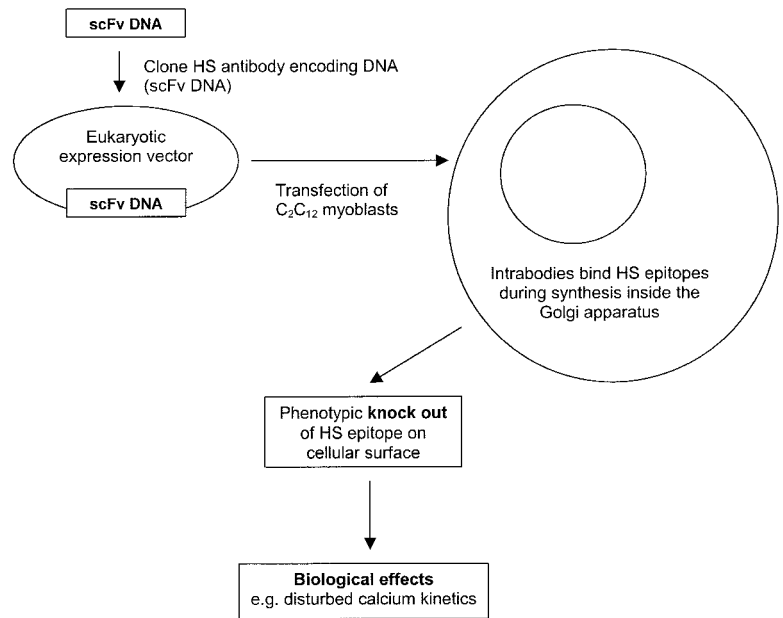 scFv DNA
Clone HS antibody encoding DNA
(scFv DNA)
Eukaryotic
expression vector
scFv DNA
Transfection of
C₂C₁₂ myoblasts
Intrabodies bind HS epitopes
during synthesis inside the
Golgi apparatus
Phenotypic knock out
of HS epitope on
cellular surface
Biological effects
e.g. disturbed calcium kinetics